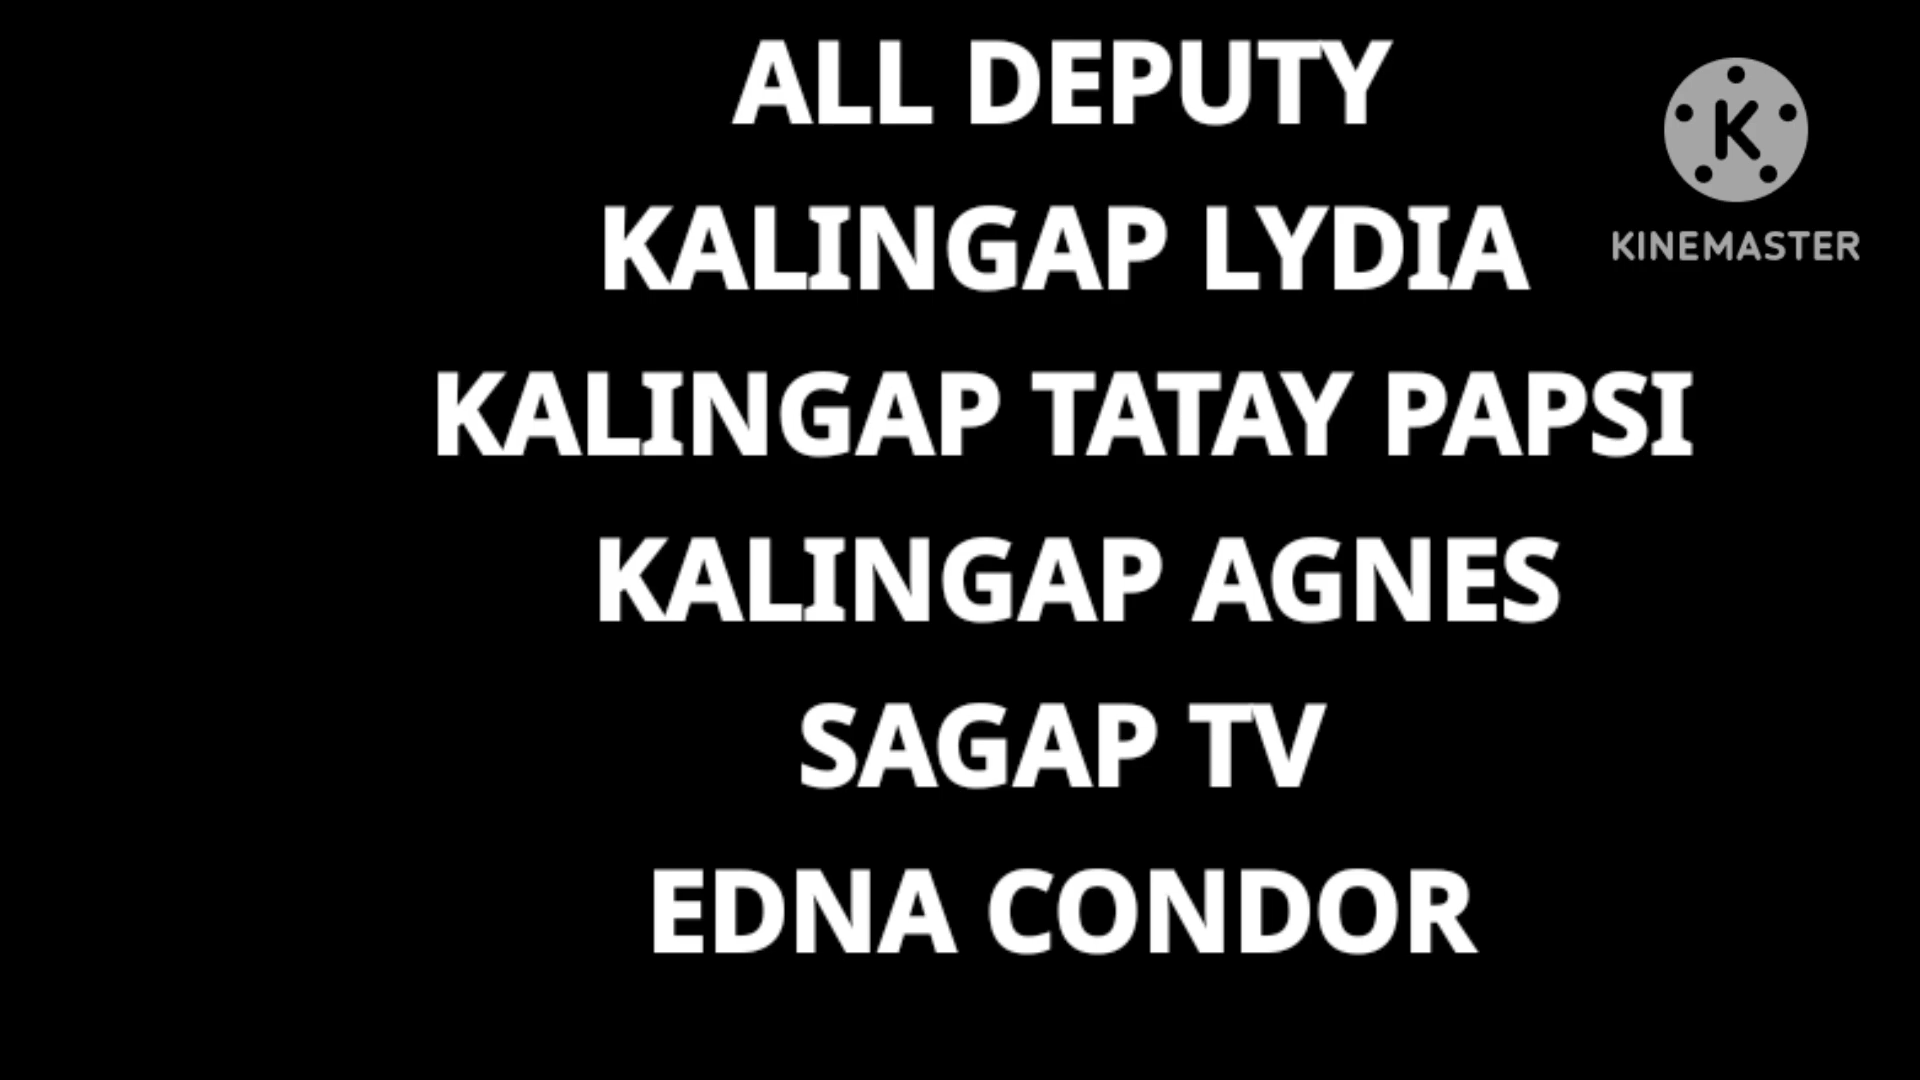 ALL DEPUTY
KALINGAP LYDIA
KALINGAP TATAY PAPSI
KALINGAP AGNES
SAGAP TV
EDNA CONDOR
K
KINEMASTER